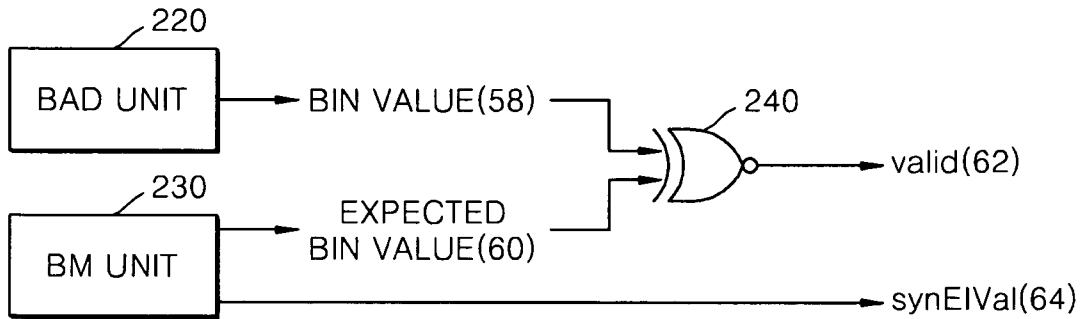 220
BAD UNIT
BIN VALUE(58)
240
valid(62)
230
BM UNIT
EXPECTED
BIN VALUE(60)
synElVal(64)